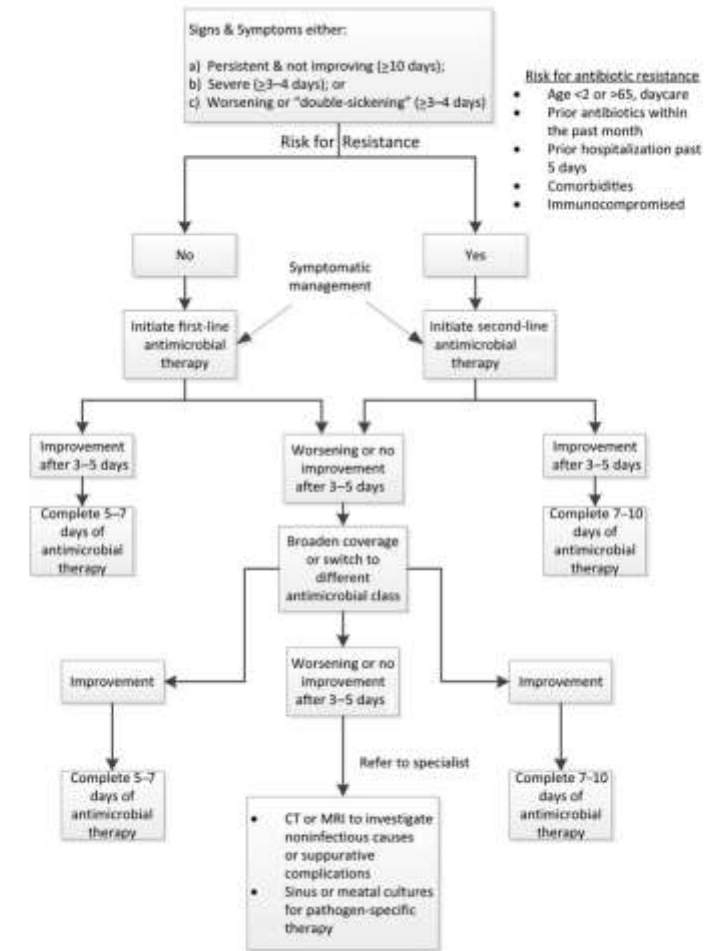 Signs & Symptoms either:
a) Persistent & not improving (≥10 days);
b) Severe (≥3–4 days); or
c) Worsening or "double-sickening" (≥3–4 days)
Risk for antibiotic resistance
• Age <2 or >65, daycare
• Prior antibiotics within
the past month
• Prior hospitalization past
5 days
• Comorbidities
• Immunocompromised
Risk for Resistance
No
Yes
Symptomatic
management
Initiate first-line
antimicrobial
therapy
Initiate second-line
antimicrobial
therapy
Improvement
after 3–5 days
Worsening or no
improvement
after 3–5 days
Improvement
after 3–5 days
Complete 5–7
days of
antimicrobial
therapy
Complete 7–10
days of
antimicrobial
therapy
Broaden coverage
or switch to
different
antimicrobial class
Improvement
Worsening or no
improvement
after 3–5 days
Improvement
Refer to specialist
Complete 5–7
days of
antimicrobial
therapy
Complete 7–10
days of
antimicrobial
therapy
• CT or MRI to investigate
noninfectious causes
or suppurative
complications
• Sinus or meatal cultures
for pathogen-specific
therapy